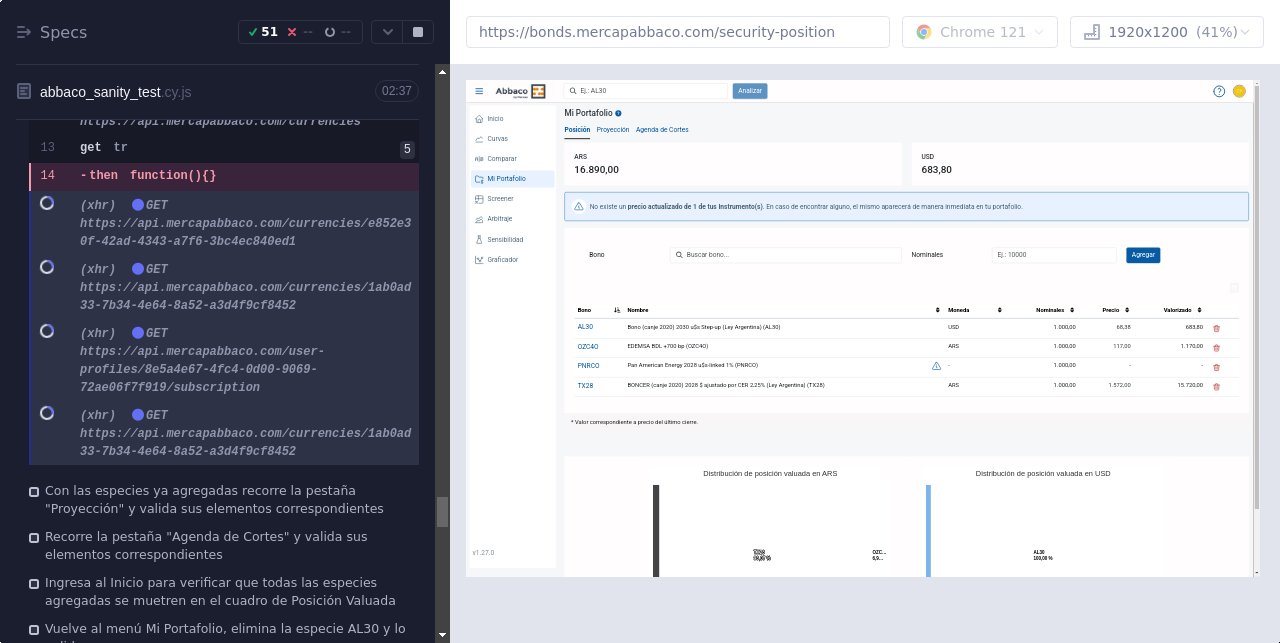 Specs
51
--
--
abbaco_sanity_test.cy.js
02:37
https://api.mercapabbaco.com/currencies
13 get tr 5
14 -then function(){}
(xhr) GET
https://api.mercapabbaco.com/currencies/e852e3
0f-42ad-4343-a7f6-3bc4ec840ed1
(xhr) GET
https://api.mercapabbaco.com/currencies/1ab0ad
33-7b34-4e64-8a52-a3d4f9cf8452
(xhr) GET
https://api.mercapabbaco.com/user-
profiles/8e5a4e67-4fc4-0d00-9069-
72ae06f7f919/subscription
(xhr) GET
https://api.mercapabbaco.com/currencies/1ab0ad
33-7b34-4e64-8a52-a3d4f9cf8452
Con las especies ya agregadas recorre la pestaña
"Proyección" y valida sus elementos correspondientes
Recorre la pestaña "Agenda de Cortes" y valida sus
elementos correspondientes
Ingresa al Inicio para verificar que todas las especies
agregadas se muetren en el cuadro de Posición Valuada
Vuelve al menú Mi Portafolio, elimina la especie AL30 y lo
https://bonds.mercapabbaco.com/security-position
Chrome 121
1920x1200 (41%)
Abbaco
Ej.: AL30
Analizar
Inicio
Curvas
Comparar
Mi Portafolio
Screener
Arbitraje
Sensibilidad
Graficador
v1.27.0
Mi Portafolio
Posición Proyección Agenda de Cortes
ARS
16.890,00
USD
683,80
No existe un precio actualizado de 1 de tus instrumento(s). En caso de encontrar alguno, el mismo aparecerá de manera inmediata en tu portafolio.
Bono
Buscar bono...
Nominales
Ej.: 10000
Agregar
Bono Nombre Moneda Nominales Precio Valorizado
AL30 Bono (canje 2020) 2030 u$s Step-up (Ley Argentina) (AL30) USD 1.000,00 68,38 683,80
OZC4O EDEMSA BDL +700 bp (OZC4O) ARS 1.000,00 117,00 1.170,00
PNRCO Pan American Energy 2028 u$s-linked 1% (PNRCO) - 1.000,00 - -
TX28 BONCER (canje 2020) 2028 $ ajustado por CER 2,25% (Ley Argentina) (TX28) ARS 1.000,00 1.572,00 15.720,00
* Valor correspondiente a precio del último cierre.
Distribución de posición valuada en ARS
OZC...
6,9...
Distribución de posición valuada en USD
AL30
100,00 %